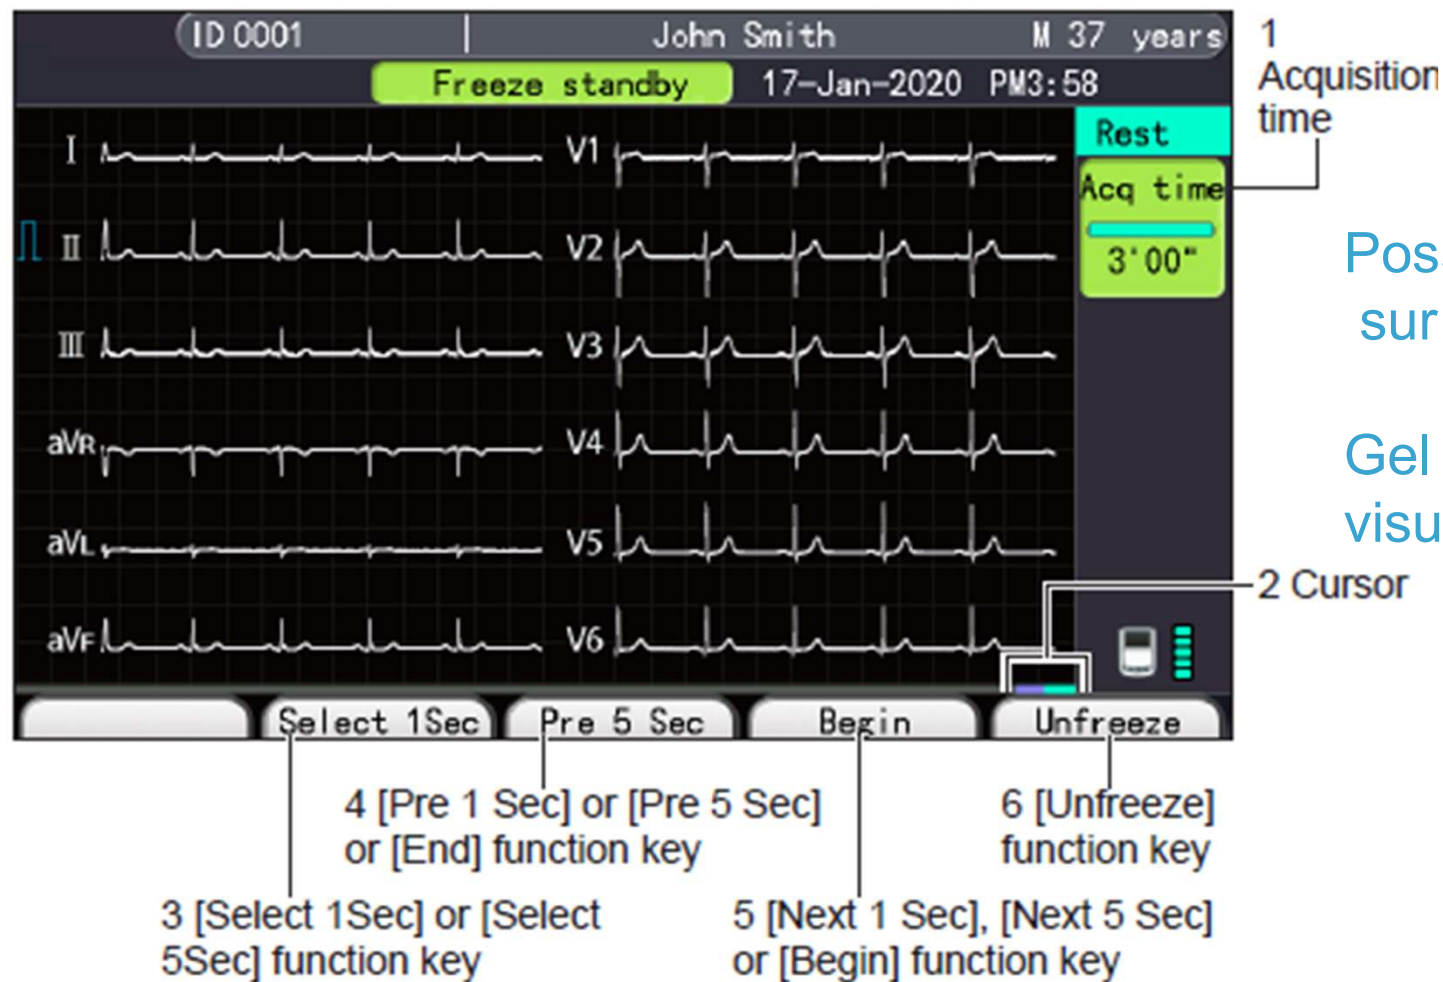 ID 0001 John Smith M 37 years
Freeze standby 17-Jan-2020 PM3:58
1
Acquisition
time
Rest
Acq time
3'00"
I V1
II V2
III V3
aVR V4
aVL V5
aVF V6
Gel
sur
2 Cursor
Select 1Sec Pre 5 Sec Begin Unfreeze
4 [Pre 1 Sec] or [Pre 5 Sec]
or [End] function key
6 [Unfreeze]
function key
3 [Select 1Sec] or [Select
5Sec] function key
5 [Next 1 Sec], [Next 5 Sec]
or [Begin] function key